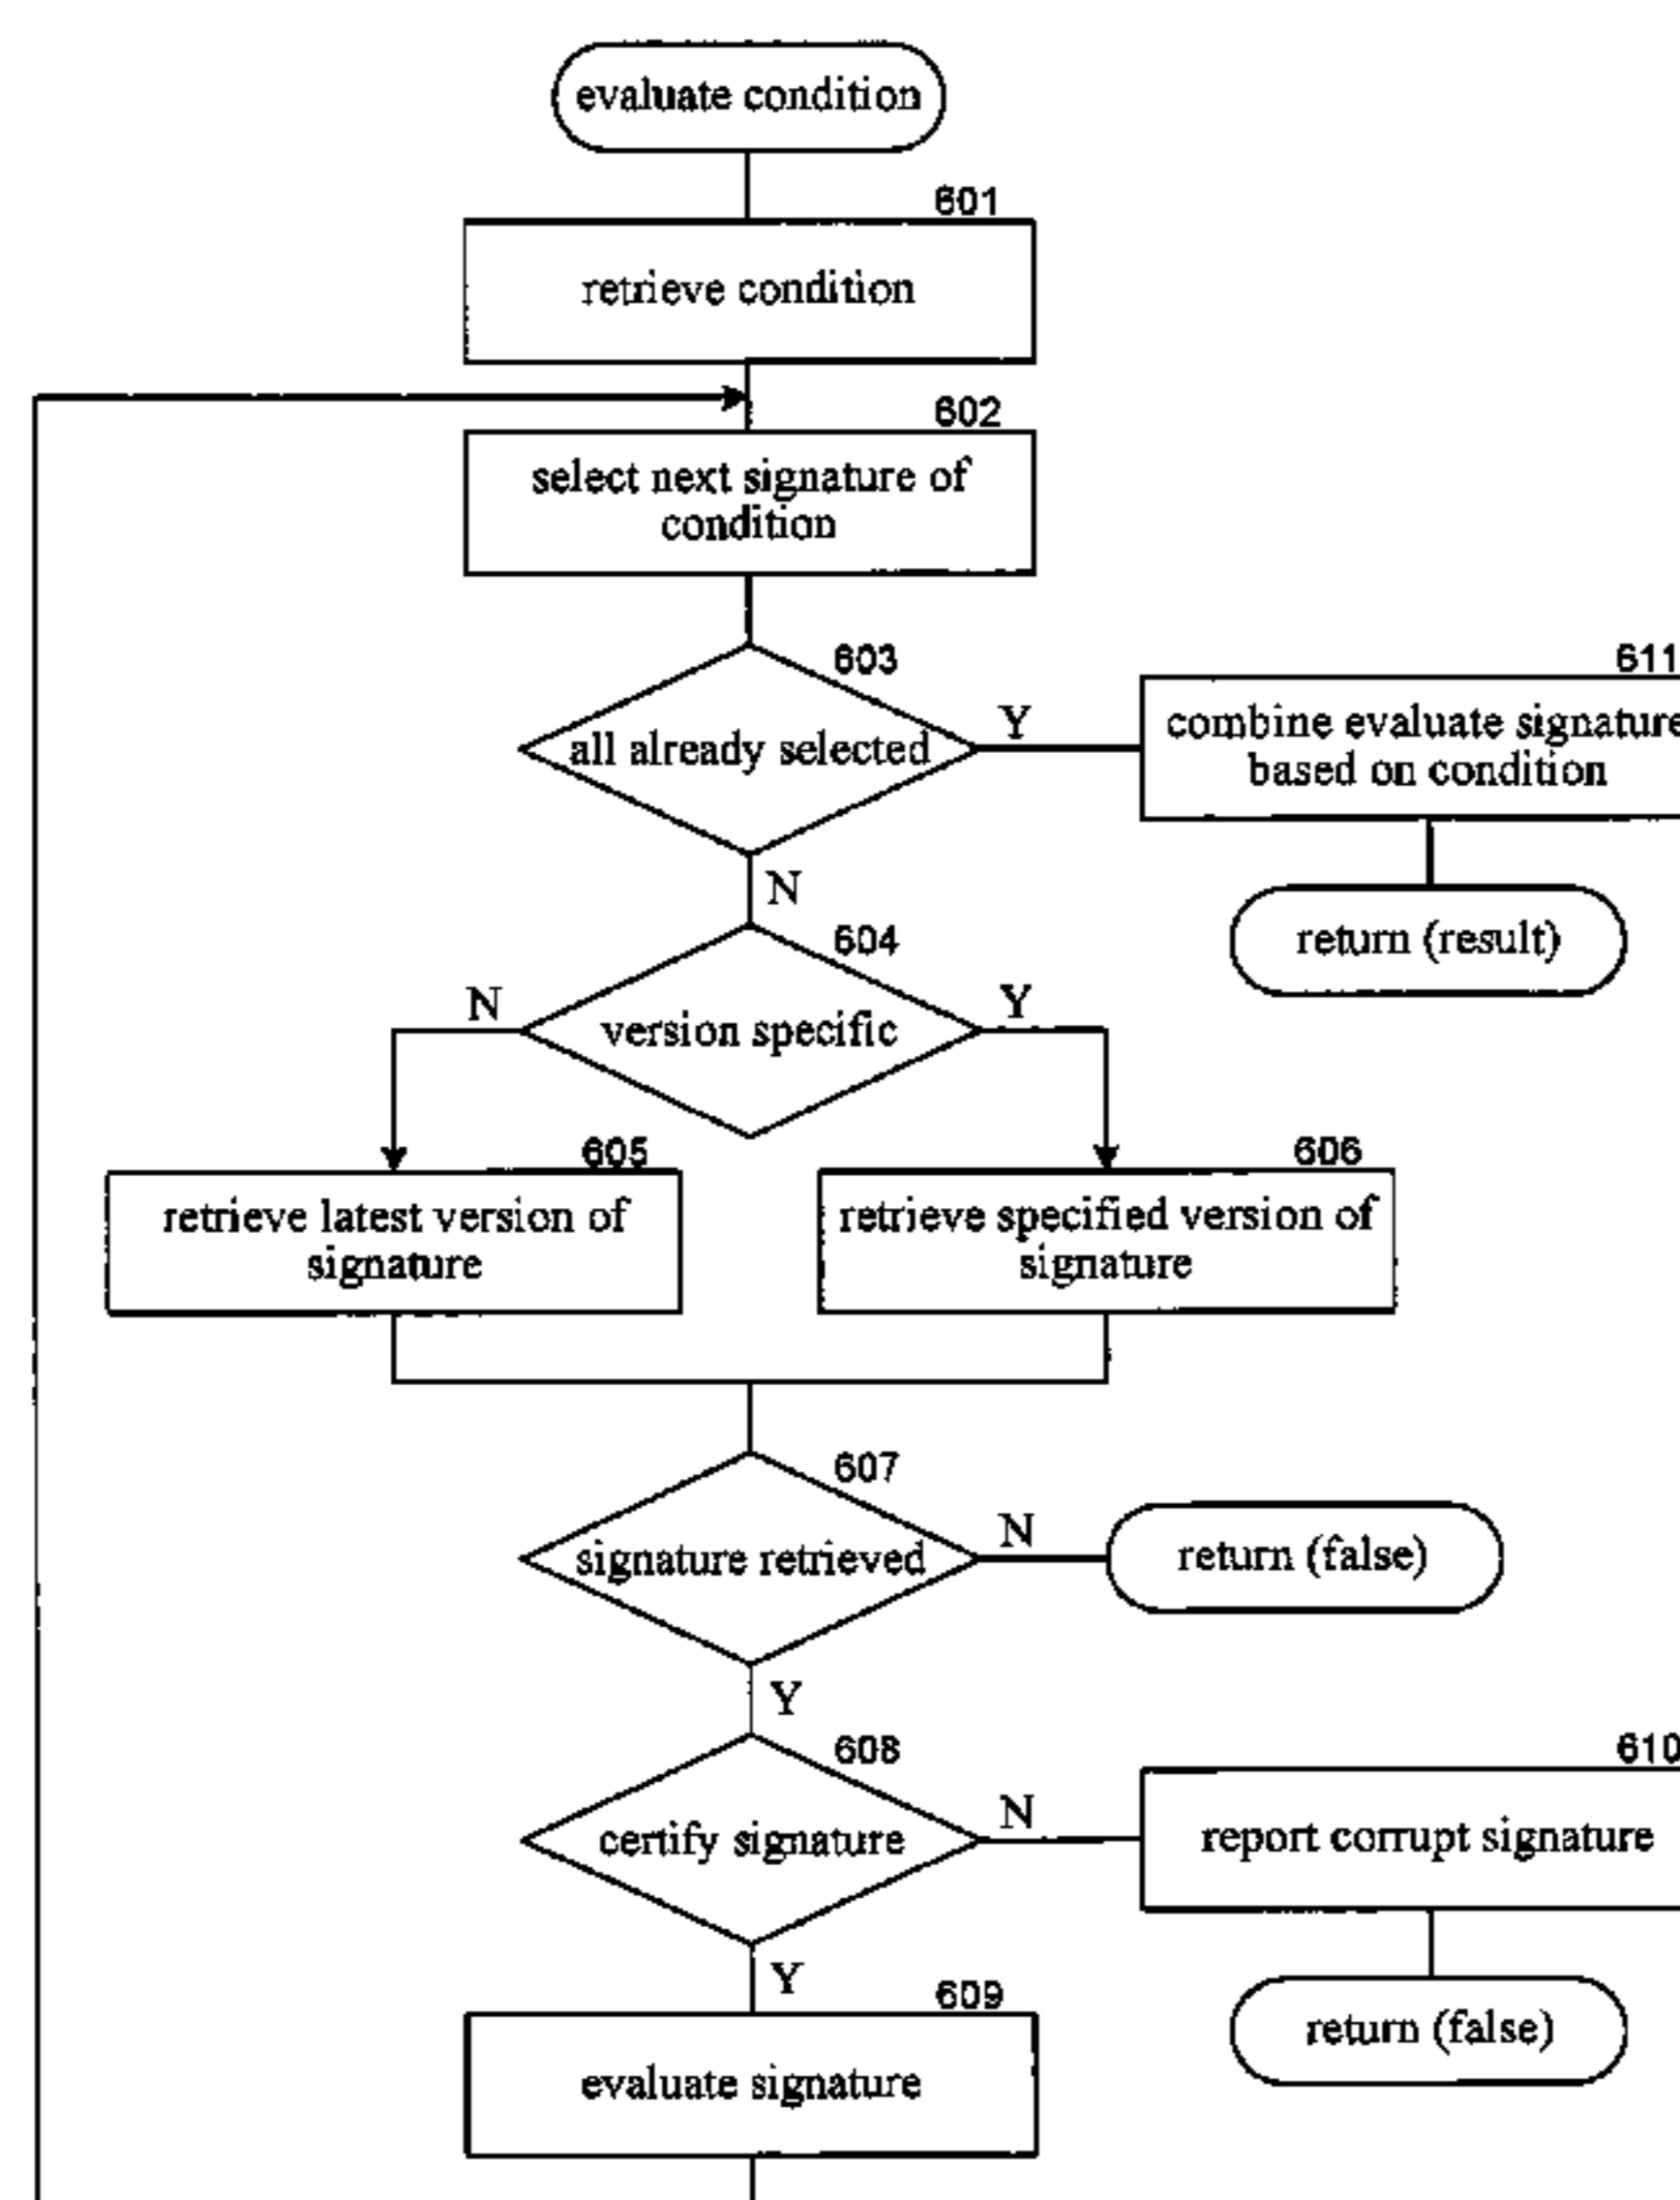 evaluate condition
601
retrieve condition
602
select next signature of
condition
603
all already selected
Y
611
combine evaluate signature
based on condition
N
return (result)
604
version specific
N
Y
605
retrieve latest version of
signature
606
retrieve specified version of
signature
607
signature retrieved
N
return (false)
Y
608
certify signature
N
610
report corrupt signature
Y
return (false)
609
evaluate signature